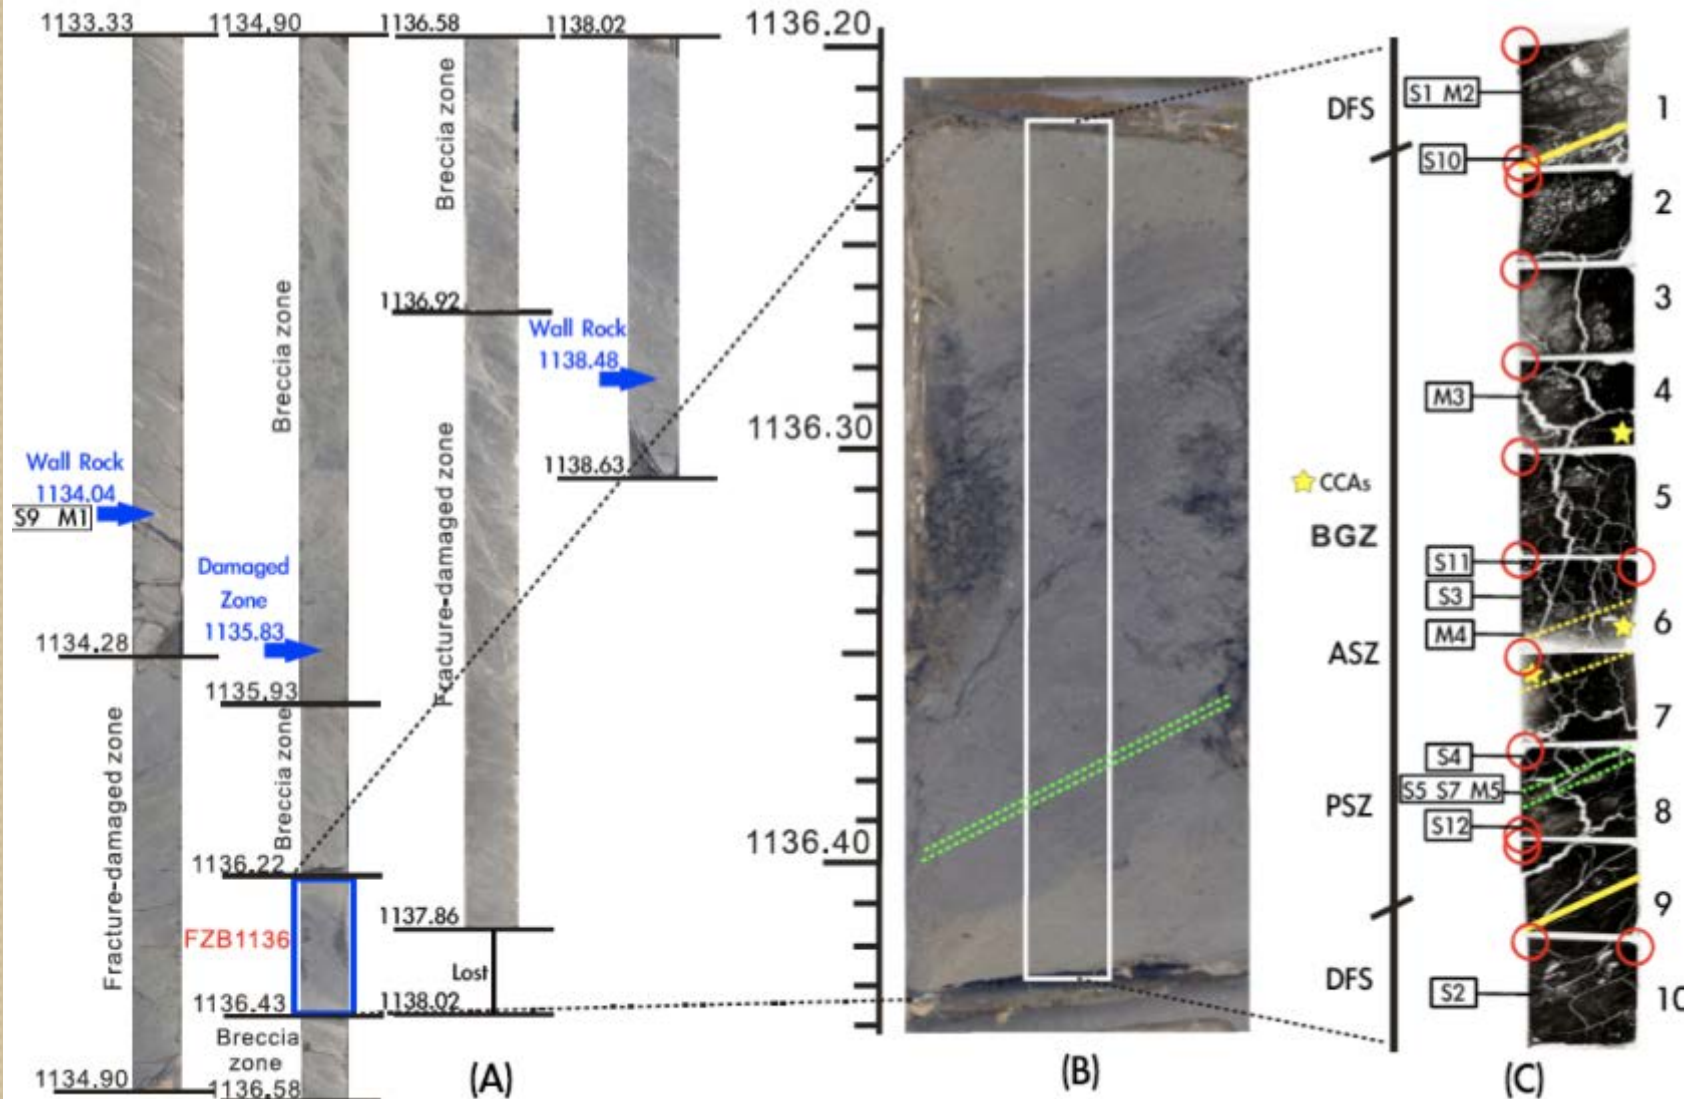 1133.33
Wall Rock
1134.04
S9 M1
1134.28
Fracture-damaged zone
1134.90
1134,90
Breccia zone
Damaged
Zone
1135.83
1135.93
Breccia zone
1136.22
FZB1136
1136.43
Breccia
zone
1136.58
1136.58
Breccia zone
1136.92
Fracture-damaged zone
1137.86
Lost
1138.02
1138.02
Wall Rock
1138.48
1138.63
(A)
1136.20
1136.30
1136.40
(B)
DFS
CCAs
BGZ
ASZ
PSZ
DFS
S1 M2
S10
M3
S11
S3
M4
S4
S5 S7 M5
S12
S2
1
2
3
4
5
6
7
8
9
10
(C)